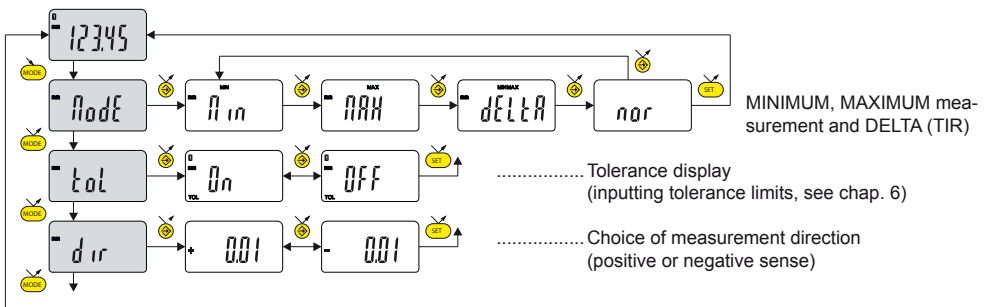 123.45
MODE
MIN MAX MINMAX SET
ModE Min MAX dELtA nor
MINIMUM, MAXIMUM mea-
surement and DELTA (TIR)
MODE
SET
tol On OFF
TOL TOL
................. Tolerance display
(inputting tolerance limits, see chap. 6)
MODE
SET
dir + 0.01 - 0.01
................. Choice of measurement direction
(positive or negative sense)
MODE